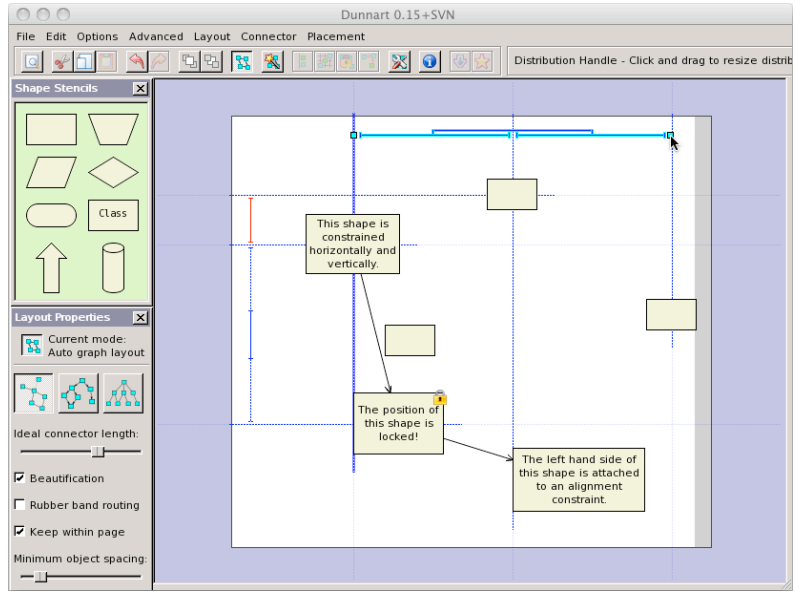 Dunnart 0.15+SVN
File Edit Options Advanced Layout Connector Placement
Distribution Handle - Click and drag to resize distrib
Shape Stencils
Class
Layout Properties
Current mode:
Auto graph layout
Ideal connector length:
Beautification
Rubber band routing
Keep within page
Minimum object spacing:
This shape is
constrained
horizontally and
vertically.
The position of
this shape is
locked!
The left hand side of
this shape is attached
to an alignment
constraint.